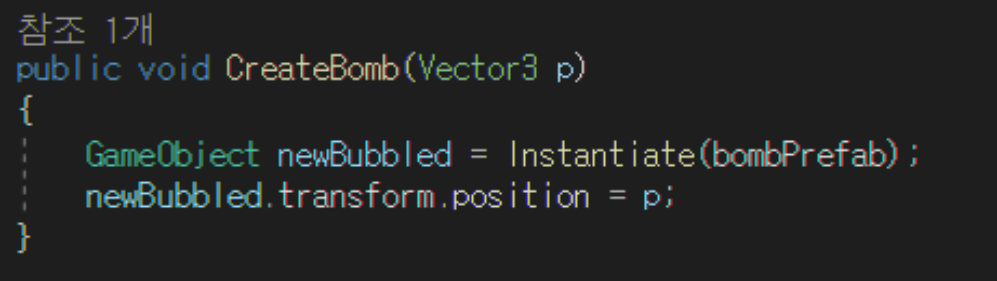 참조 1개
public void CreateBomb(Vector3 p)
{
GameObject newBubbled = Instantiate(bombPrefab);
newBubbled.transform.position = p;
}